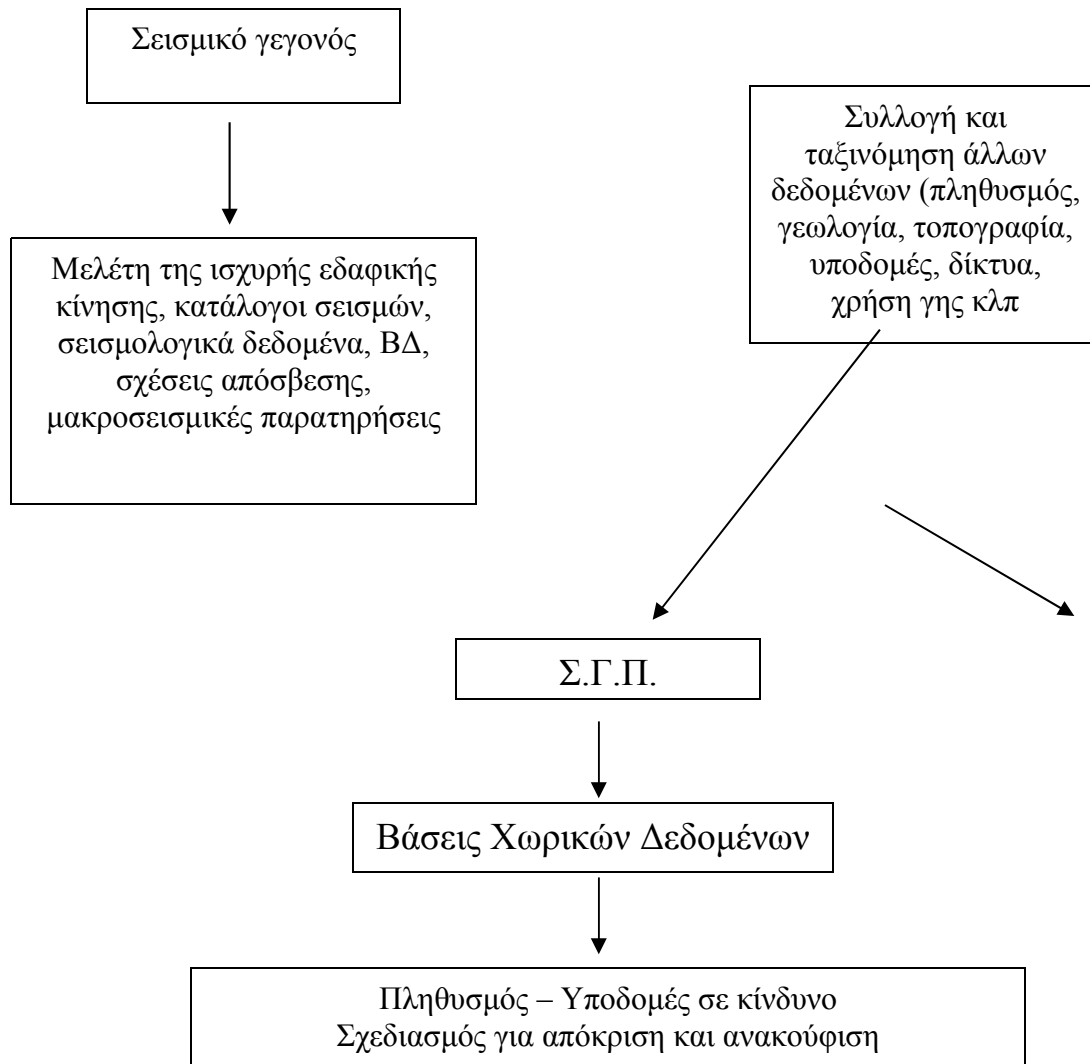 Σεισμικό γεγονός
Συλλογή και
ταξινόμηση άλλων
δεδομένων (πληθυσμός,
γεωλογία, τοπογραφία,
υποδομές, δίκτυα,
χρήση γης κλπ
Μελέτη της ισχυρής εδαφικής
κίνησης, κατάλογοι σεισμών,
σεισμολογικά δεδομένα, ΒΔ,
σχέσεις απόσβεσης,
μακροσεισμικές παρατηρήσεις
Σ.Γ.Π.
Βάσεις Χωρικών Δεδομένων
Πληθυσμός – Υποδομές σε κίνδυνο
Σχεδιασμός για απόκριση και ανακούφιση